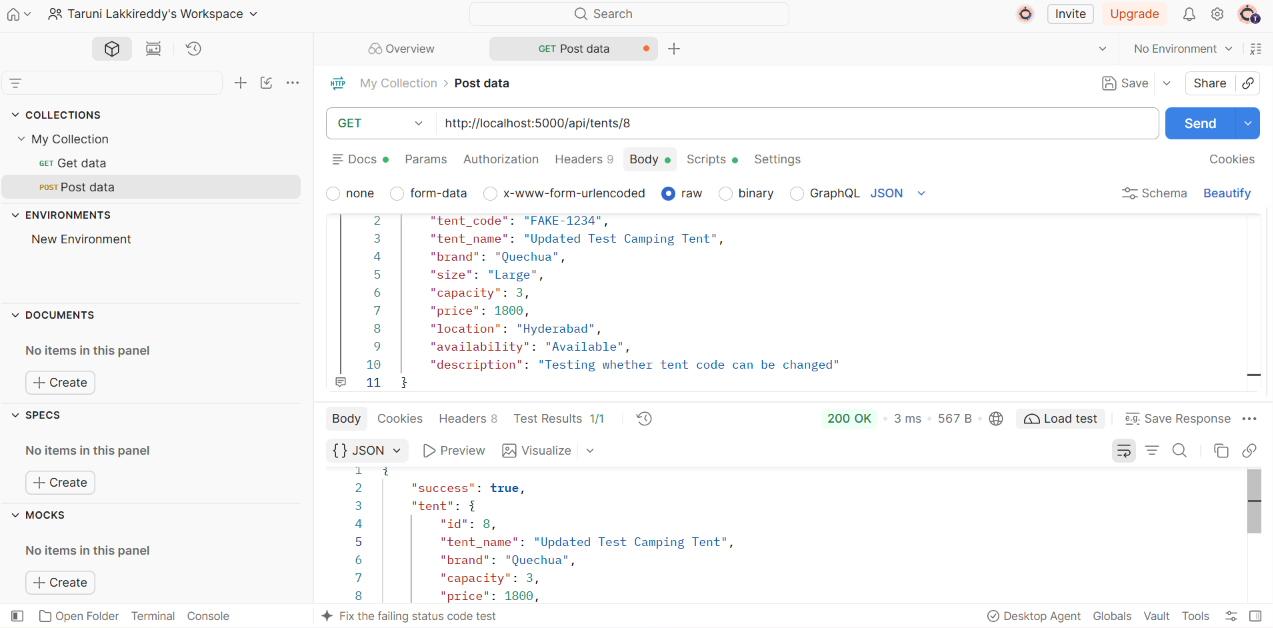 Taruni Lakkireddy's Workspace
Search
Invite
Upgrade
Overview
GET Post data
No Environment
COLLECTIONS
My Collection
GET Get data
POST Post data
ENVIRONMENTS
New Environment
DOCUMENTS
No items in this panel
Create
SPECS
No items in this panel
Create
MOCKS
No items in this panel
Create
HTTP My Collection > Post data
Save
Share
GET http://localhost:5000/api/tents/8
Send
Docs Params Authorization Headers 9 Body Scripts Settings Cookies
none form-data x-www-form-urlencoded raw binary GraphQL JSON Schema Beautify
2 "tent_code": "FAKE-1234",
3 "tent_name": "Updated Test Camping Tent",
4 "brand": "Quechua",
5 "size": "Large",
6 "capacity": 3,
7 "price": 1800,
8 "location": "Hyderabad",
9 "availability": "Available",
10 "description": "Testing whether tent code can be changed"
11 }
Body Cookies Headers 8 Test Results 1/1 200 OK • 3 ms • 567 B • Load test e.g. Save Response
{} JSON Preview Visualize
1 {
2 "success": true,
3 "tent": {
4 "id": 8,
5 "tent_name": "Updated Test Camping Tent",
6 "brand": "Quechua",
7 "capacity": 3,
8 "price": 1800,
Open Folder Terminal Console Fix the failing status code test Desktop Agent Globals Vault Tools